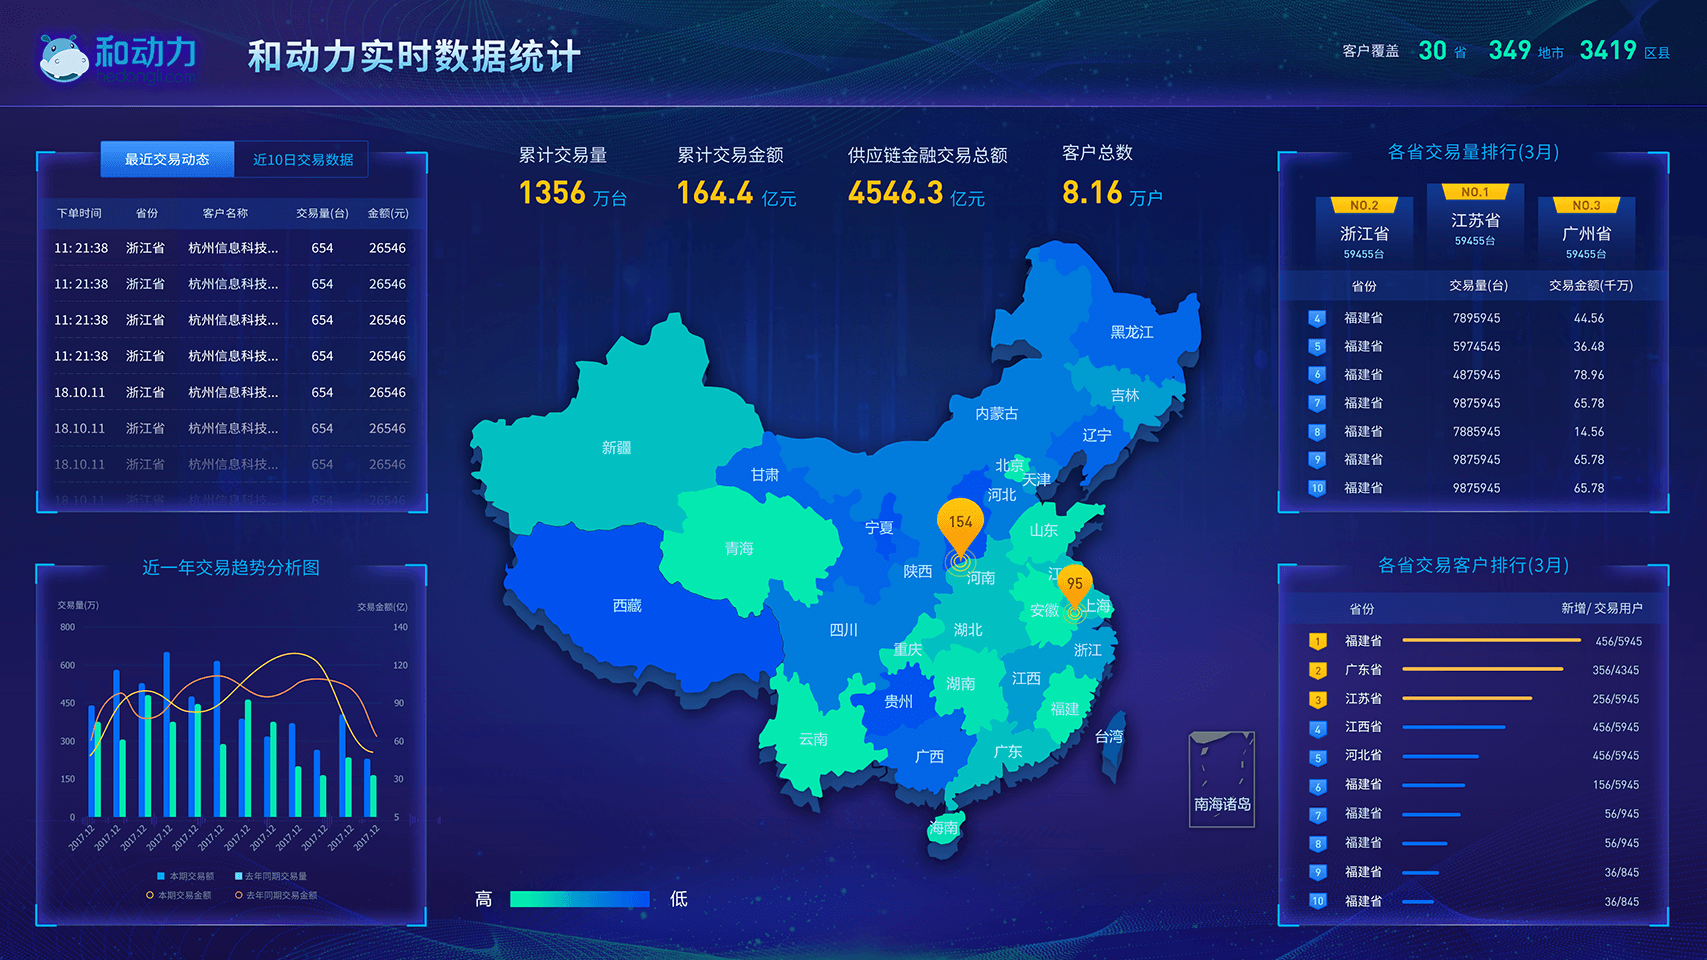 和动力
hedongli.com
和动力实时数据统计
客户覆盖 30 省 349 地市 3419 区县
最近交易动态 近10日交易数据
下单时间 省份 客户名称 交易量(台) 金额(元)
11: 21:38 浙江省 杭州信息科技... 654 26546
11: 21:38 浙江省 杭州信息科技... 654 26546
11: 21:38 浙江省 杭州信息科技... 654 26546
11: 21:38 浙江省 杭州信息科技... 654 26546
18.10.11 浙江省 杭州信息科技... 654 26546
18.10.11 浙江省 杭州信息科技... 654 26546
18.10.11 浙江省 杭州信息科技... 654 26546
18.10.11 浙江省 杭州信息科技... 654 26546
近一年交易趋势分析图
交易量(万) 交易金额(亿)
800 140
600 120
450 90
300 60
150 30
0 5
2017.12 2017.12 2017.12 2017.12 2017.12 2017.12 2017.12 2017.12 2017.12 2017.12 2017.12 2017.12
本期交易额 去年同期交易量
本期交易金额 去年同期交易金额
累计交易量 累计交易金额 供应链金融交易总额 客户总数
1356 万台 164.4 亿元 4546.3 亿元 8.16 万户
黑龙江
吉林
内蒙古
辽宁
新疆
北京
甘肃
天津
河北
154
宁夏
山东
青海
陕西
河南
江
95
西藏
安徽
上海
四川
湖北
重庆
浙江
湖南
江西
贵州
福建
云南
台湾
广西
广东
南海诸岛
海南
高 低
各省交易量排行(3月)
NO.2 NO.1 NO.3
浙江省 江苏省 广州省
59455台 59455台 59455台
省份 交易量(台) 交易金额(千万)
4 福建省 7895945 44.56
5 福建省 5974545 36.48
6 福建省 4875945 78.96
7 福建省 9875945 65.78
8 福建省 7885945 14.56
9 福建省 9875945 65.78
10 福建省 9875945 65.78
各省交易客户排行(3月)
省份 新增/ 交易用户
1 福建省 456/5945
2 广东省 356/4345
3 江苏省 256/5945
4 江西省 456/5945
5 河北省 456/5945
6 福建省 156/5945
7 福建省 56/945
8 福建省 56/945
9 福建省 36/845
10 福建省 36/845